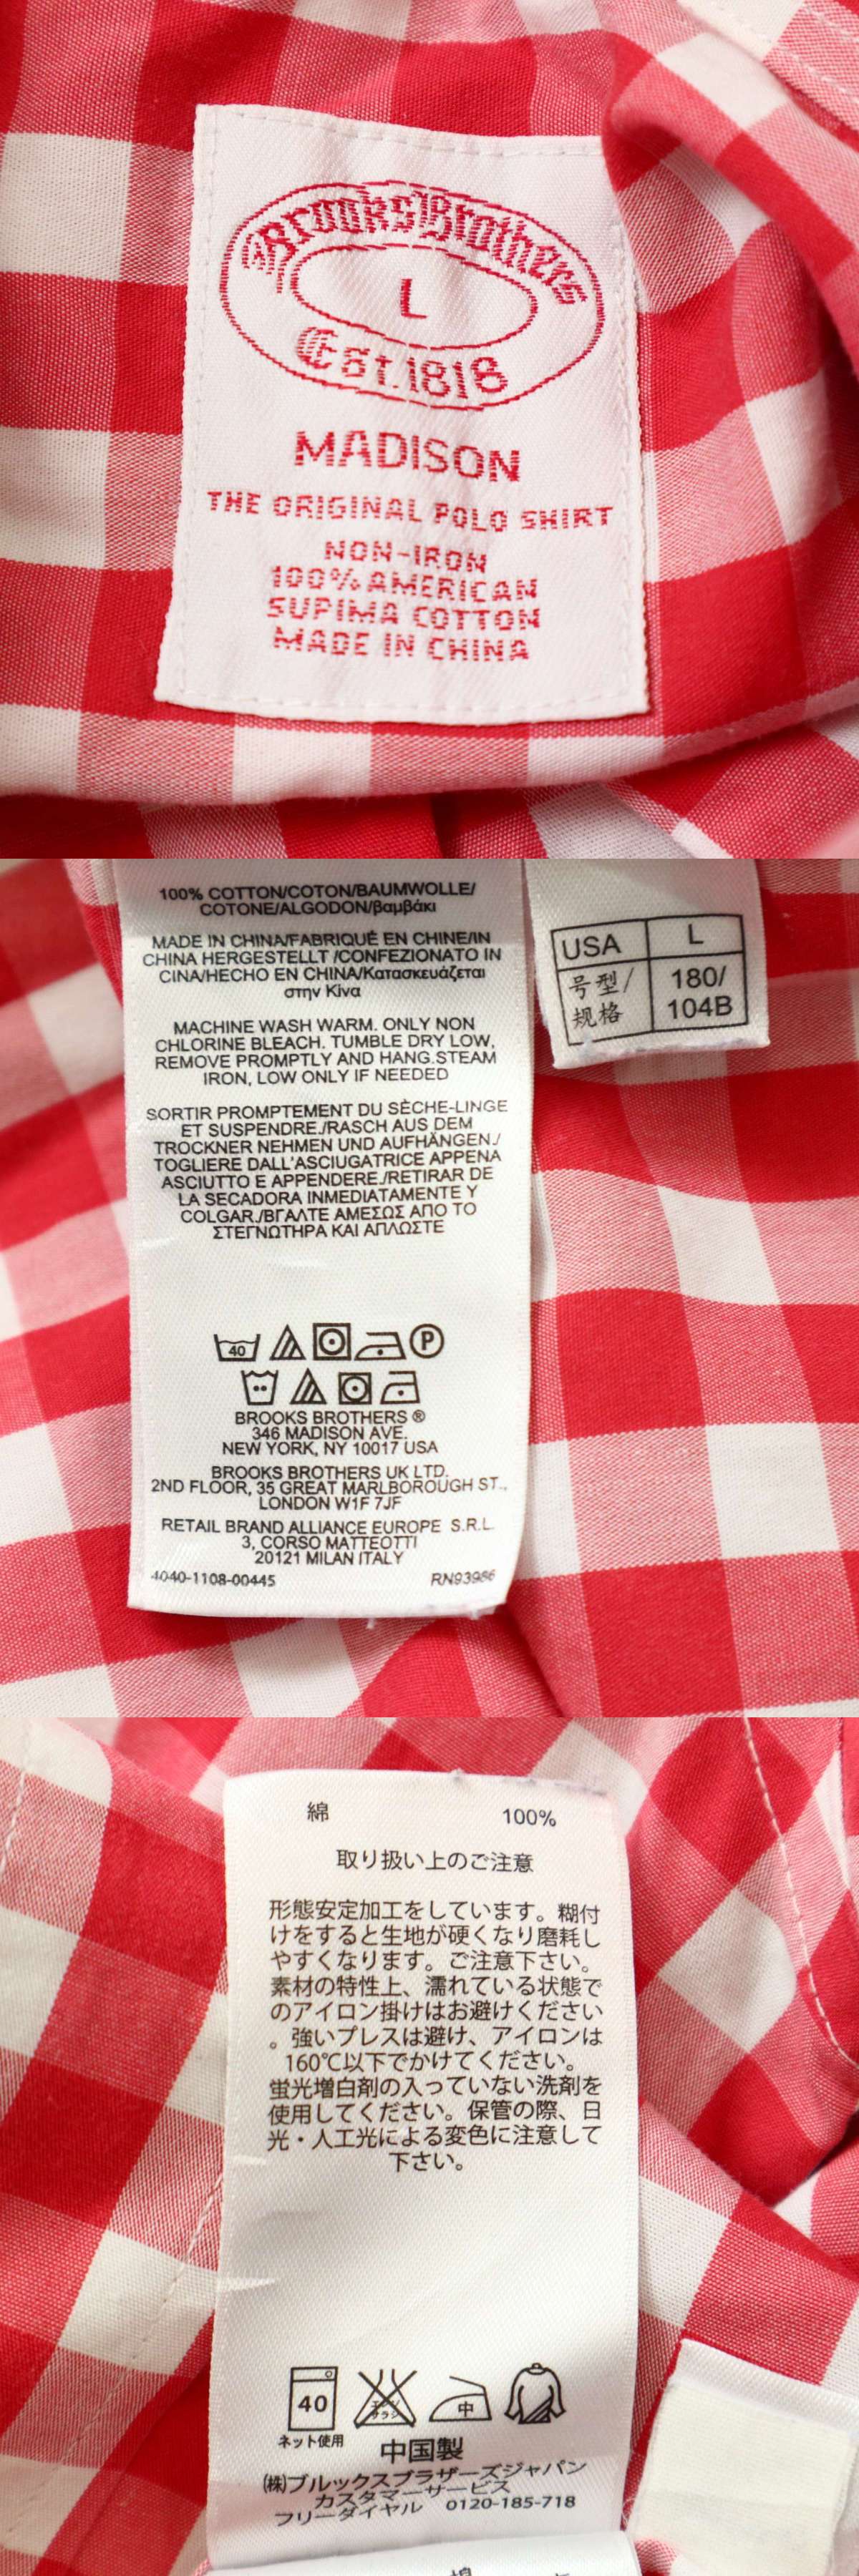 Brooks Brothers
L
Est.1818
MADISON
THE ORIGINAL POLO SHIRT
NON-IRON
100% AMERICAN
SUPIMA COTTON
MADE IN CHINA
100% COTTON/COTON/BAUMWOLLE/
COTONE/ALGODON/βαμβάκι
MADE IN CHINA/FABRIQUÉ EN CHINE/IN
CHINA HERGESTELLT /CONFEZIONATO IN
CINA/HECHO EN CHINA/Κατασκευάζεται
στην Κίνα
MACHINE WASH WARM. ONLY NON
CHLORINE BLEACH. TUMBLE DRY LOW,
REMOVE PROMPTLY AND HANG.STEAM
IRON, LOW ONLY IF NEEDED
SORTIR PROMPTEMENT DU SÈCHE-LINGE
ET SUSPENDRE./RASCH AUS DEM
TROCKNER NEHMEN UND AUFHÄNGEN./
TOGLIERE DALL'ASCIUGATRICE APPENA
ASCIUTTO E APPENDERE./RETIRAR DE
LA SECADORA INMEDIATAMENTE Y
COLGAR./ΒΓΑΛΤΕ ΑΜΕΣΩΣ ΑΠΟ ΤΟ
ΣΤΕΓΝΩΤΗΡΑ ΚΑΙ ΑΠΛΩΣΤΕ
40 P
BROOKS BROTHERS ®
346 MADISON AVE.
NEW YORK, NY 10017 USA
BROOKS BROTHERS UK LTD.
2ND FLOOR, 35 GREAT MARLBOROUGH ST.,
LONDON W1F 7JF
RETAIL BRAND ALLIANCE EUROPE S.R.L.
3, CORSO MATTEOTTI
20121 MILAN ITALY
4040-1108-00445 RN93966
USA L
号型/ 180/
规格 104B
綿 100%
取り扱い上のご注意
形態安定加工をしています。糊付
けをすると生地が硬くなり磨耗し
やすくなります。ご注意下さい。
素材の特性上、濡れている状態で
のアイロン掛けはお避けください
。強いプレスは避け、アイロンは
160℃以下でかけてください。
蛍光増白剤の入っていない洗剤を
使用してください。保管の際、日
光・人工光による変色に注意して
下さい。
40 エンソ サラシ 中
ネット使用
中国製
(株)ブルックスブラザーズジャパン
カスタマーサービス
フリーダイヤル 0120-185-718